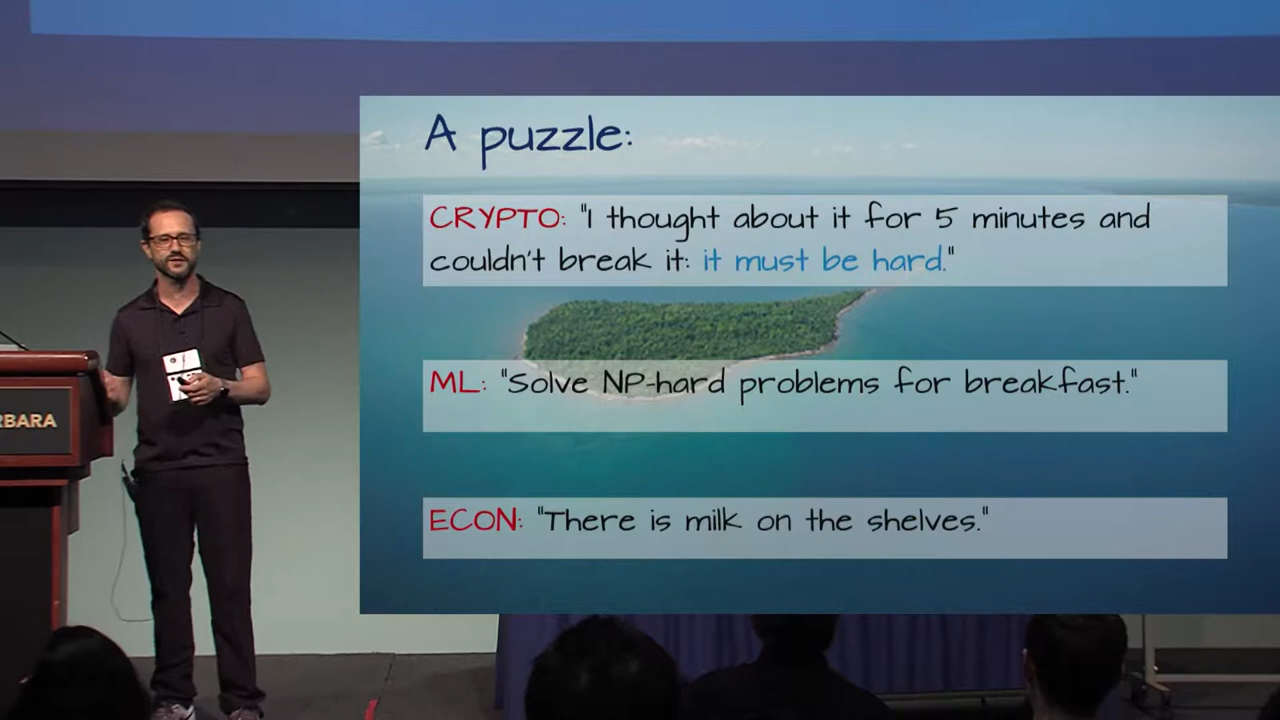 A puzzle:
CRYPTO: "I thought about it for 5 minutes and
couldn't break it: it must be hard."
ML: "Solve NP-hard problems for breakfast."
ECON: "There is milk on the shelves."
RBARA